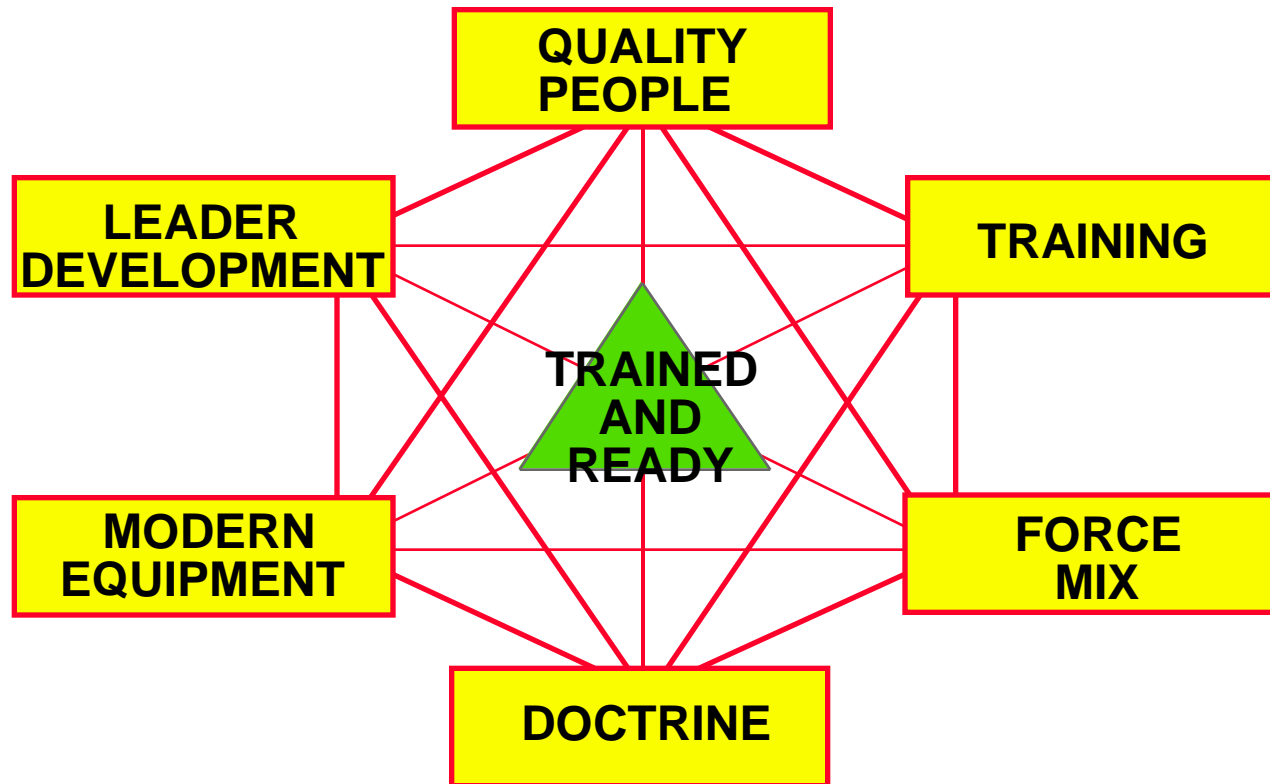 QUALITY
PEOPLE
LEADER
DEVELOPMENT
TRAINING
TRAINED
AND
READY
MODERN
EQUIPMENT
FORCE
MIX
DOCTRINE